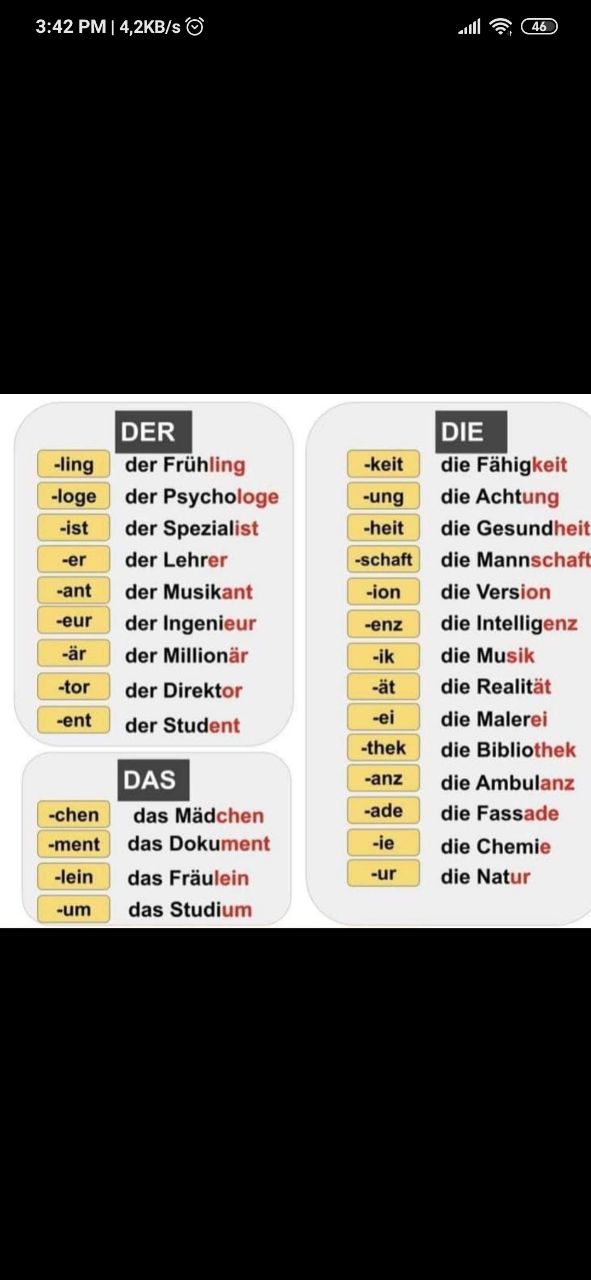 3:42 PM | 4,2KB/s
46
DER
-ling der Frühling
-loge der Psychologe
-ist der Spezialist
-er der Lehrer
-ant der Musikant
-eur der Ingenieur
-är der Millionär
-tor der Direktor
-ent der Student
DAS
-chen das Mädchen
-ment das Dokument
-lein das Fräulein
-um das Studium
DIE
-keit die Fähigkeit
-ung die Achtung
-heit die Gesundheit
-schaft die Mannschaft
-ion die Version
-enz die Intelligenz
-ik die Musik
-ät die Realität
-ei die Malerei
-thek die Bibliothek
-anz die Ambulanz
-ade die Fassade
-ie die Chemie
-ur die Natur